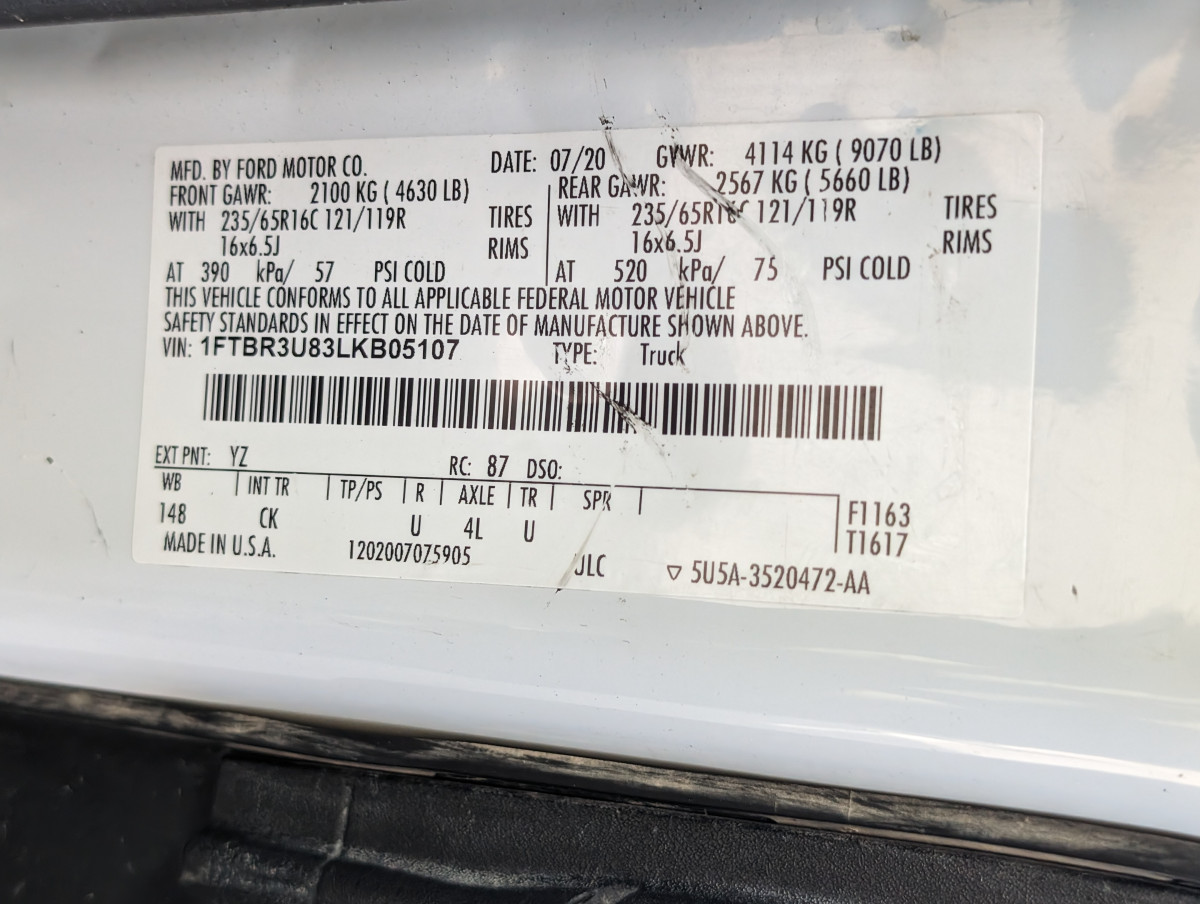 MFD. BY FORD MOTOR CO. DATE: 07/20 GVWR: 4114 KG ( 9070 LB)
FRONT GAWR: 2100 KG ( 4630 LB) REAR GAWR: 2567 KG ( 5660 LB)
WITH 235/65R16C 121/119R TIRES WITH 235/65R16C 121/119R TIRES
16x6.5J RIMS 16x6.5J RIMS
AT 390 kPa/ 57 PSI COLD AT 520 kPa/ 75 PSI COLD
THIS VEHICLE CONFORMS TO ALL APPLICABLE FEDERAL MOTOR VEHICLE
SAFETY STANDARDS IN EFFECT ON THE DATE OF MANUFACTURE SHOWN ABOVE.
VIN: 1FTBR3U83LKB05107 TYPE: Truck
EXT PNT: YZ RC: 87 DSO:
WB INT TR TP/PS R AXLE TR SPR F1163
148 CK U 4L U T1617
MADE IN U.S.A. 1202007075905 ULC 5U5A-3520472-AA